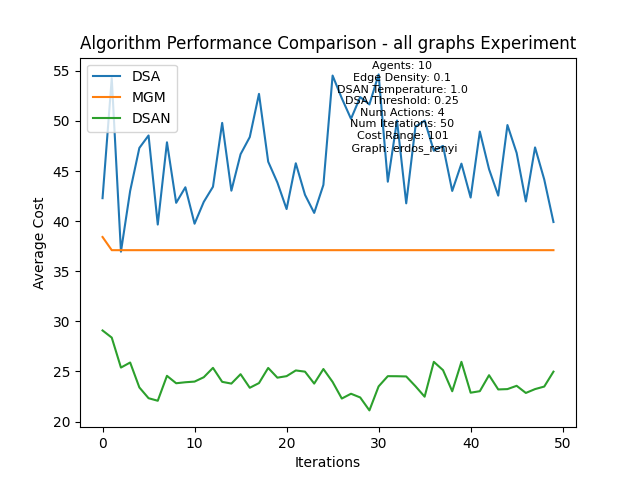 Algorithm Performance Comparison - all graphs Experiment
DSA
MGM
DSAN
Agents: 10
Edge Density: 0.1
DSAN Temperature: 1.0
DSA Threshold: 0.25
Num Actions: 4
Num Iterations: 50
Cost Range: 101
Graph: erdos_renyi
Average Cost
55
50
45
40
35
30
25
20
0 10 20 30 40 50
Iterations